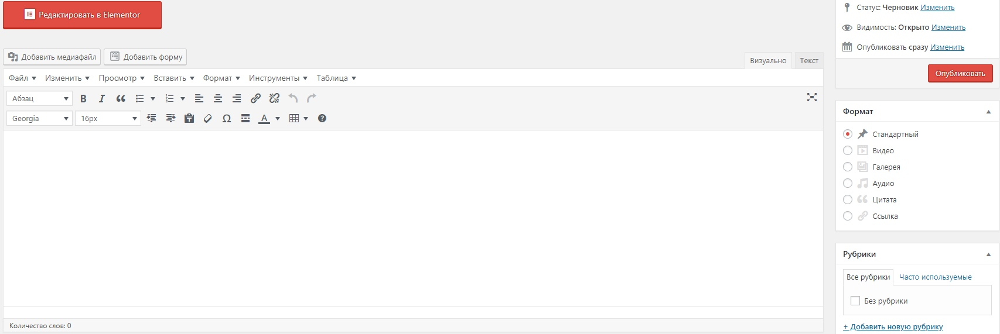 Редактировать в Elementor
Добавить медиафайл Добавить форму
Визуально Текст
Файл Изменить Просмотр Вставить Формат Инструменты Таблица
Абзац
Georgia 16px
Количество слов: 0
Статус: Черновик Изменить
Видимость: Открыто Изменить
Опубликовать сразу Изменить
Опубликовать
Формат
Стандартный
Видео
Галерея
Аудио
Цитата
Ссылка
Рубрики
Все рубрики Часто используемые
Без рубрики
+ Добавить новую рубрику